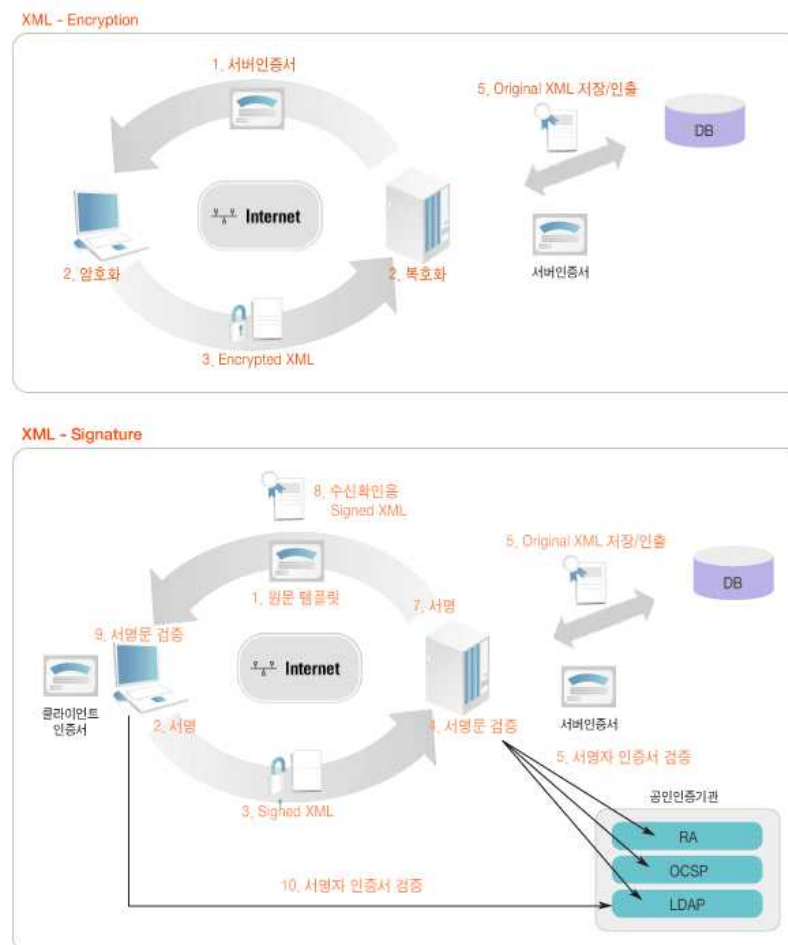 XML - Encryption
1. 서버인증서
5. Original XML 저장/인출
DB
Internet
2. 암호화
2. 복호화
서버인증서
3. Encrypted XML
XML - Signature
8. 수신확인용
Signed XML
5. Original XML 저장/인출
1. 원문 템플릿
7. 서명
DB
9. 서명문 검증
Internet
클라이언트
인증서
2. 서명
4. 서명문 검증
서버인증서
5. 서명자 인증서 검증
3. Signed XML
공인인증기관
RA
OCSP
10. 서명자 인증서 검증
LDAP